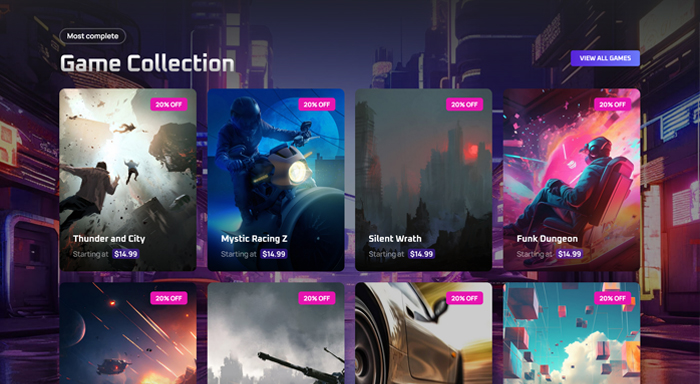 Most complete
Game Collection
VIEW ALL GAMES
20% OFF
20% OFF
20% OFF
20% OFF
Thunder and City
Starting at $14.99
Mystic Racing Z
Starting at $14.99
Silent Wrath
Starting at $14.99
Funk Dungeon
Starting at $14.99
20% OFF
20% OFF
20% OFF
20% OFF